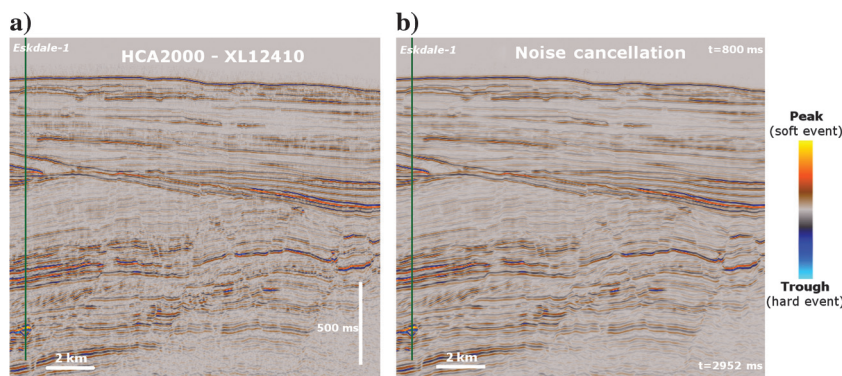 a)
Eskdale-1
HCA2000 - XL12410
500 ms
2 km
b)
Eskdale-1
Noise cancellation
t=800 ms
2 km
t=2952 ms
Peak
(soft event)
Trough
(hard event)